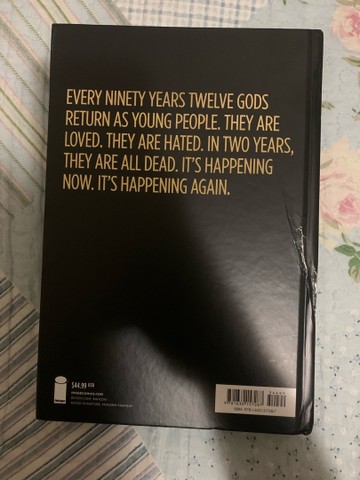 EVERY NINETY YEARS TWELVE GODS
RETURN AS YOUNG PEOPLE. THEY ARE
LOVED. THEY ARE HATED. IN TWO YEARS,
THEY ARE ALL DEAD. IT'S HAPPENING
NOW. IT'S HAPPENING AGAIN.
$44.99 USD